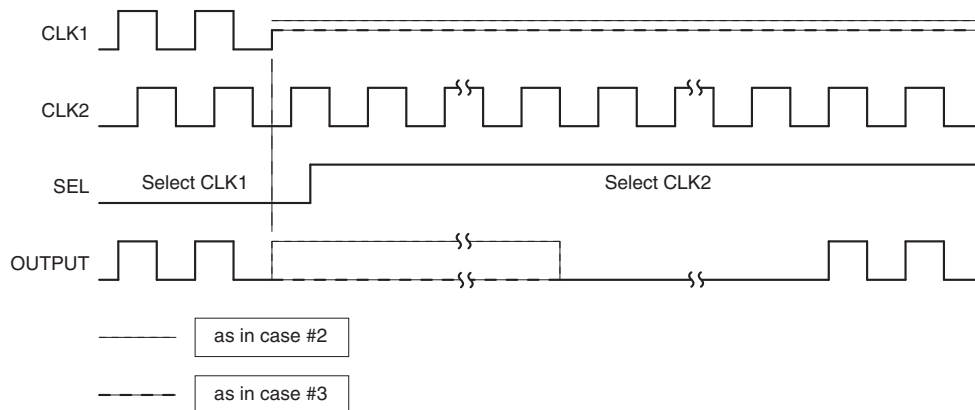 CLK1
CLK2
SEL
Select CLK1
Select CLK2
OUTPUT
as in case #2
as in case #3